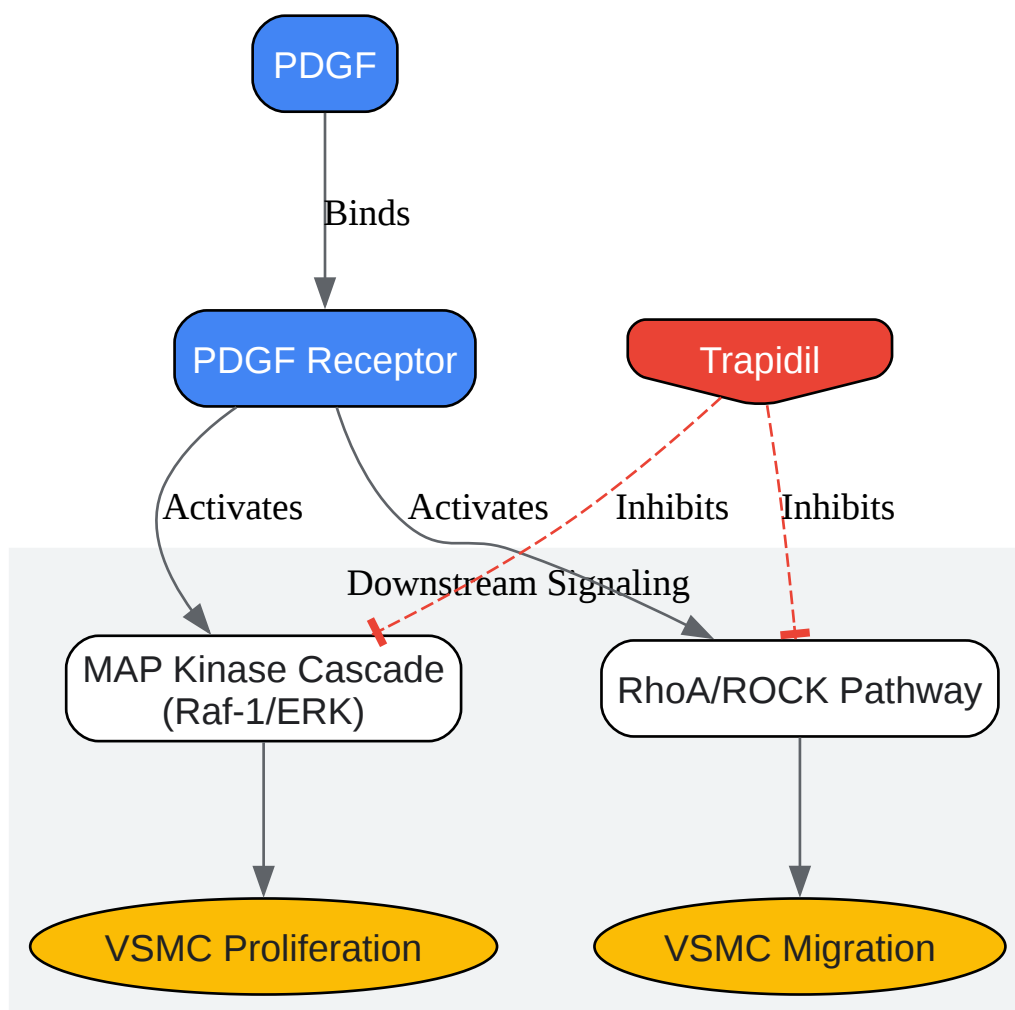 PDGF
Binds
PDGF Receptor
Trapidil
Activates
Activates
Inhibits
Inhibits
Downstream Signaling
MAP Kinase Cascade
(Raf-1/ERK)
RhoA/ROCK Pathway
VSMC Proliferation
VSMC Migration